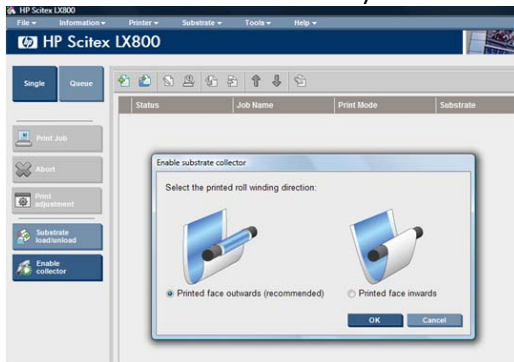 HP Scitex LX800
File Information Printer Substrate Tools Help
hp HP Scitex LX800
Single Queue
Status Job Name Print Mode Substrate
Print Job
Abort
Print
adjustment
Substrate
load/unload
Enable
collector
Enable substrate collector
Select the printed roll winding direction:
Printed face outwards (recommended) Printed face inwards
OK Cancel